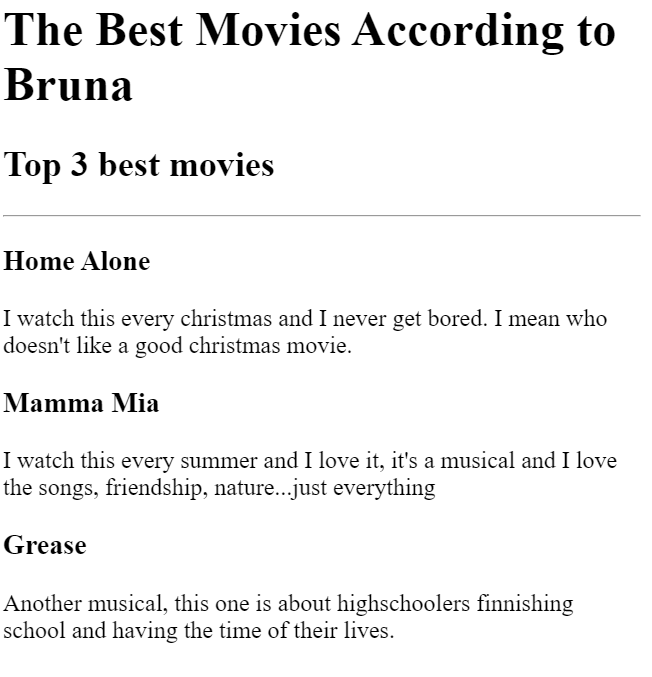 The Best Movies According to
Bruna
Top 3 best movies
Home Alone
I watch this every christmas and I never get bored. I mean who
doesn't like a good christmas movie.
Mamma Mia
I watch this every summer and I love it, it's a musical and I love
the songs, friendship, nature...just everything
Grease
Another musical, this one is about highschoolers finnishing
school and having the time of their lives.